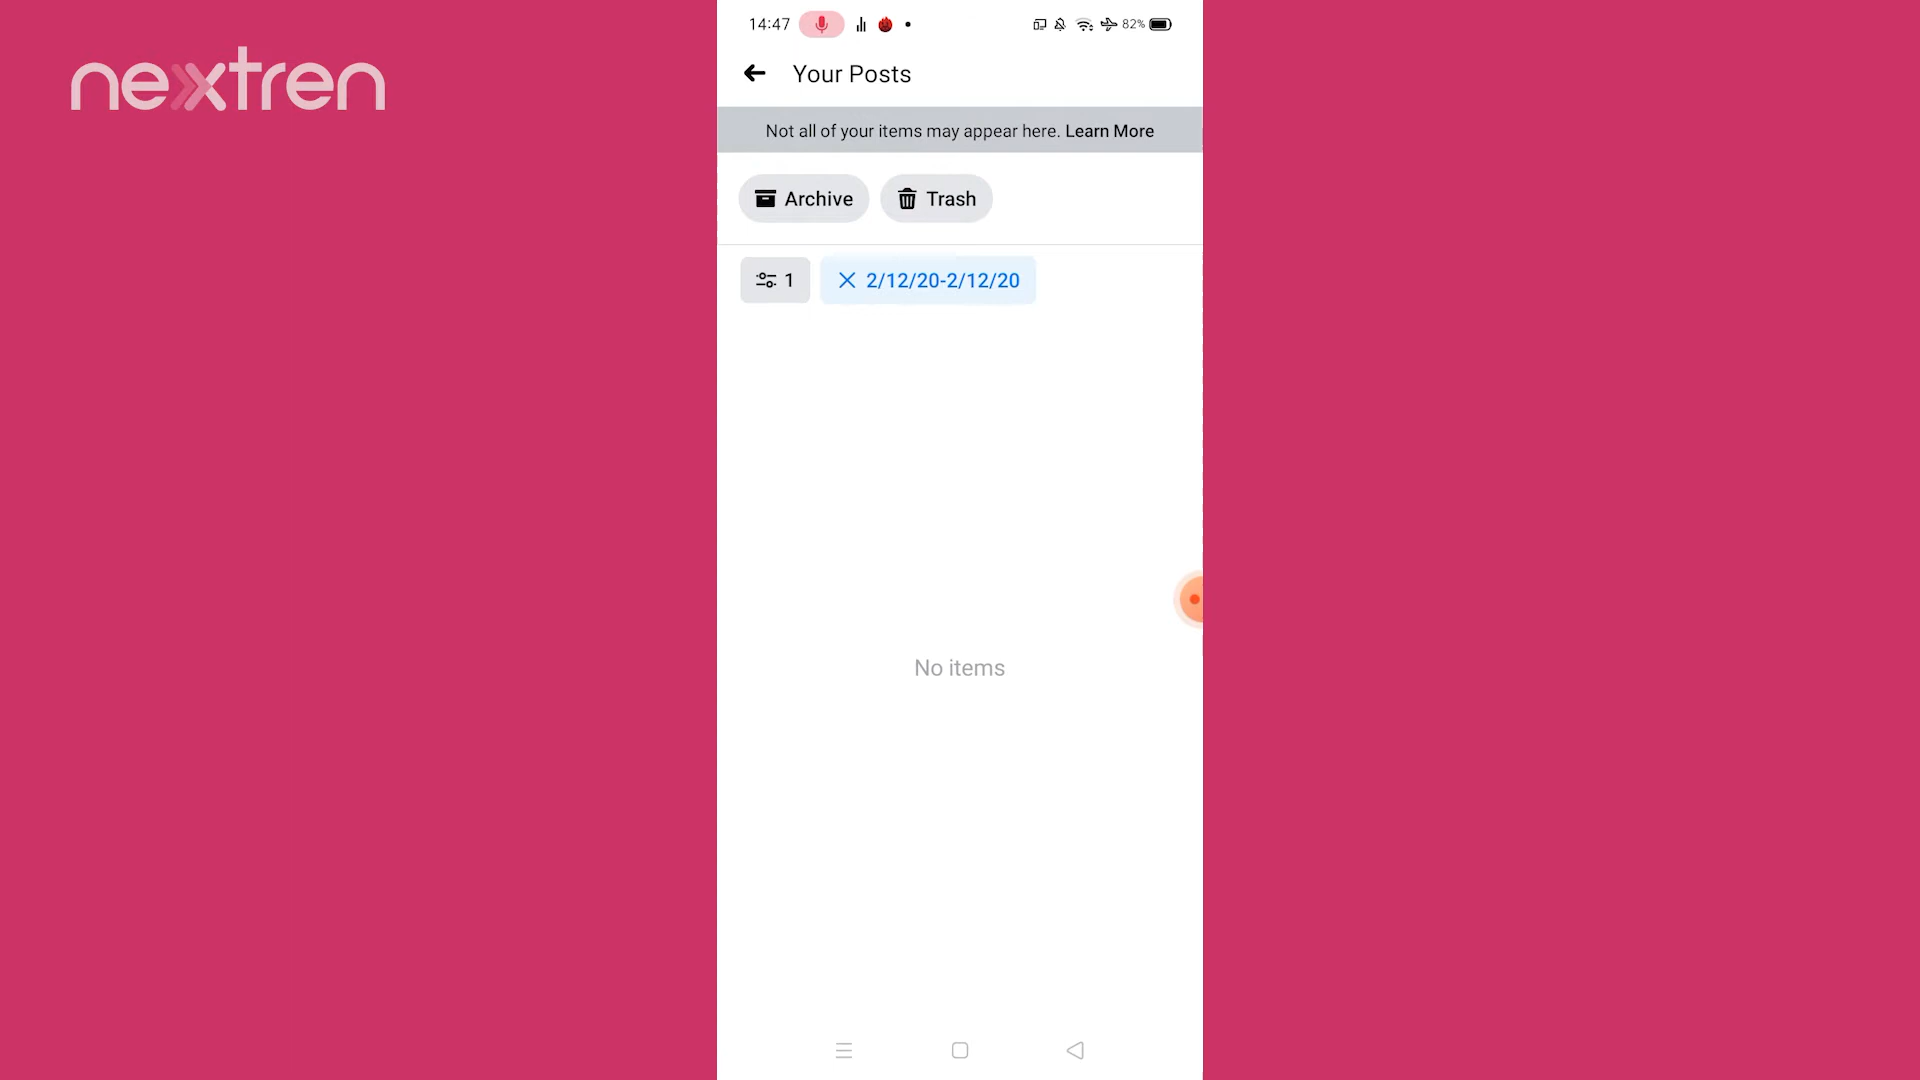 nextren
14:47
82%
Your Posts
Not all of your items may appear here. Learn More
Archive
Trash
1
2/12/20-2/12/20
No items